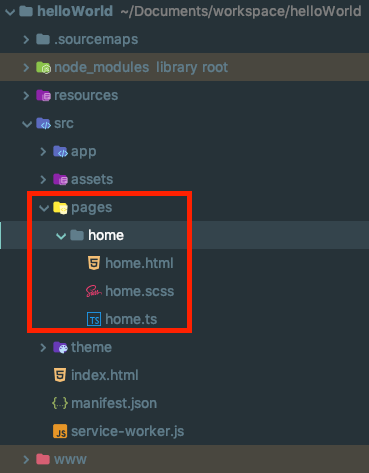 helloWorld ~/Documents/workspace/helloWorld
.sourcemaps
node_modules library root
resources
src
app
assets
pages
home
home.html
home.scss
home.ts
theme
index.html
manifest.json
service-worker.js
www